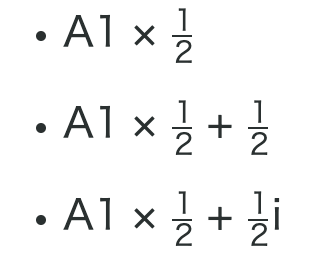 • A1 × 1/2
• A1 × 1/2 + 1/2
• A1 × 1/2 + 1/2i